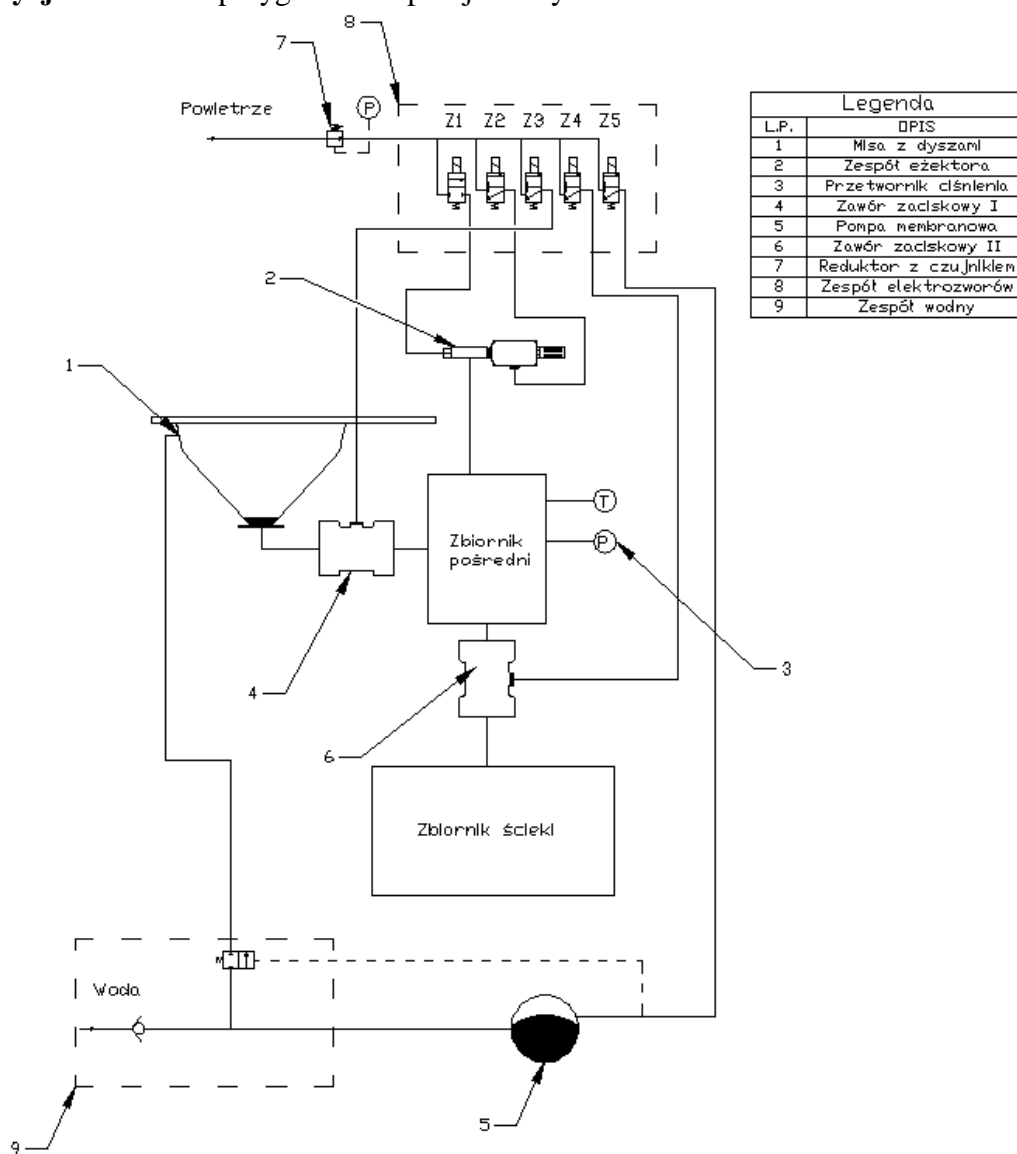 8
7
Powietrze
P
Z1 Z2 Z3 Z4 Z5
Legenda
L.P. OPIS
1 Misa z dyszami
2 Zespół eżektora
3 Przetwornik ciśnienia
4 Zawór zaciskowy I
5 Pompa membranowa
6 Zawór zaciskowy II
7 Reduktor z czujnikiem
8 Zespół elektrozworów
9 Zespół wodny
2
1
T
Zbiornik
pośredni
P
3
4
6
Zbiornik ścieki
Woda
5
9